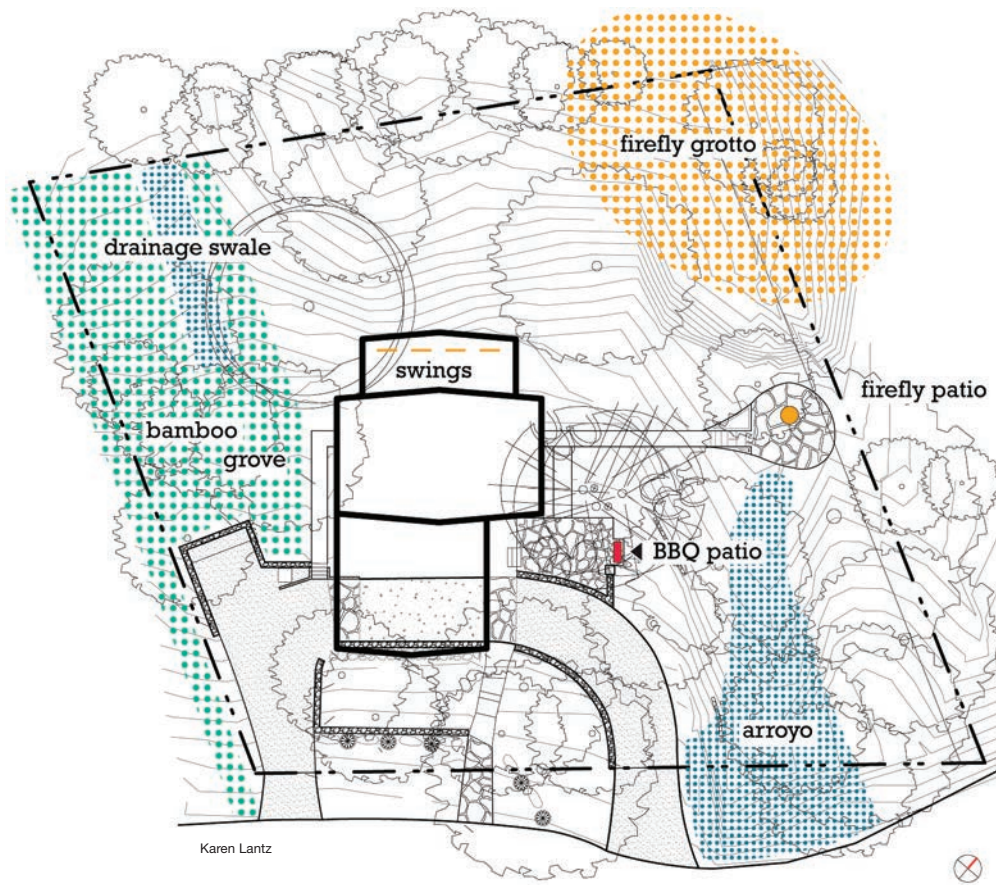 firefly grotto
drainage swale
swings
firefly patio
bamboo
grove
BBQ patio
arroyo
Karen Lantz